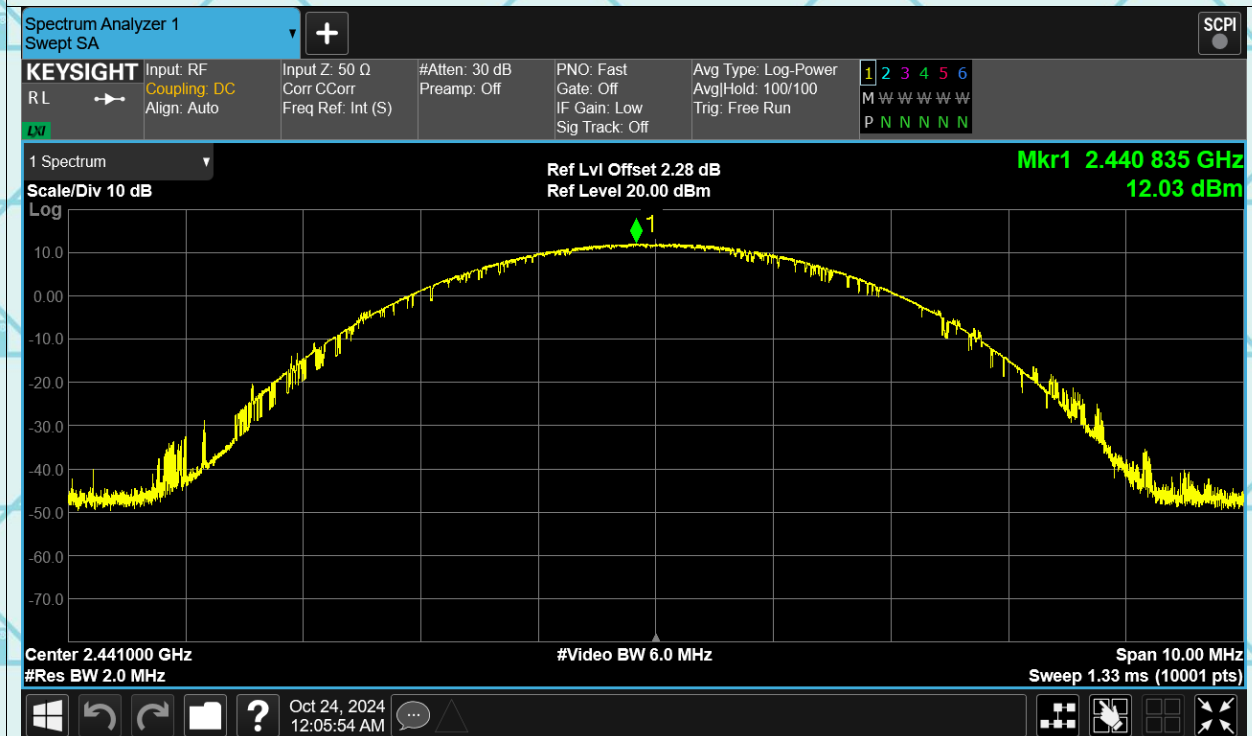 Spectrum Analyzer 1
Swept SA
+
SCPI
KEYSIGHT
RL
LXI
Input: RF
Coupling: DC
Align: Auto
Input Z: 50 Ω
Corr CCorr
Freq Ref: Int (S)
#Atten: 30 dB
Preamp: Off
PNO: Fast
Gate: Off
IF Gain: Low
Sig Track: Off
Avg Type: Log-Power
Avg|Hold: 100/100
Trig: Free Run
1 2 3 4 5 6
M W W W W W
P N N N N N
1 Spectrum
Scale/Div 10 dB
Log
Ref Lvl Offset 2.28 dB
Ref Level 20.00 dBm
Mkr1 2.440 835 GHz
12.03 dBm
1
10.0
0.00
-10.0
-20.0
-30.0
-40.0
-50.0
-60.0
-70.0
Center 2.441000 GHz
#Res BW 2.0 MHz
#Video BW 6.0 MHz
Span 10.00 MHz
Sweep 1.33 ms (10001 pts)
?
Oct 24, 2024
12:05:54 AM